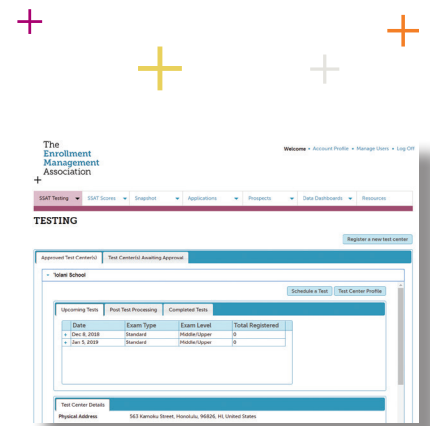 The
Enrollment
Management
Association
Welcome • Account Profile • Manage Users • Log Off
SSAT Testing SSAT Scores Snapshot Applications Prospects Data Dashboards Resources
TESTING
Register a new test center
Approved Test Center(s) Test Center(s) Awaiting Approval
Iolani School
Schedule a Test Test Center Profile
Upcoming Tests Post Test Processing Completed Tests
Date Exam Type Exam Level Total Registered
+ Dec 8, 2018 Standard Middle/Upper 0
+ Jan 5, 2019 Standard Middle/Upper 0
Test Center Details
Physical Address 563 Kamoku Street, Honolulu, 96826, HI, United States